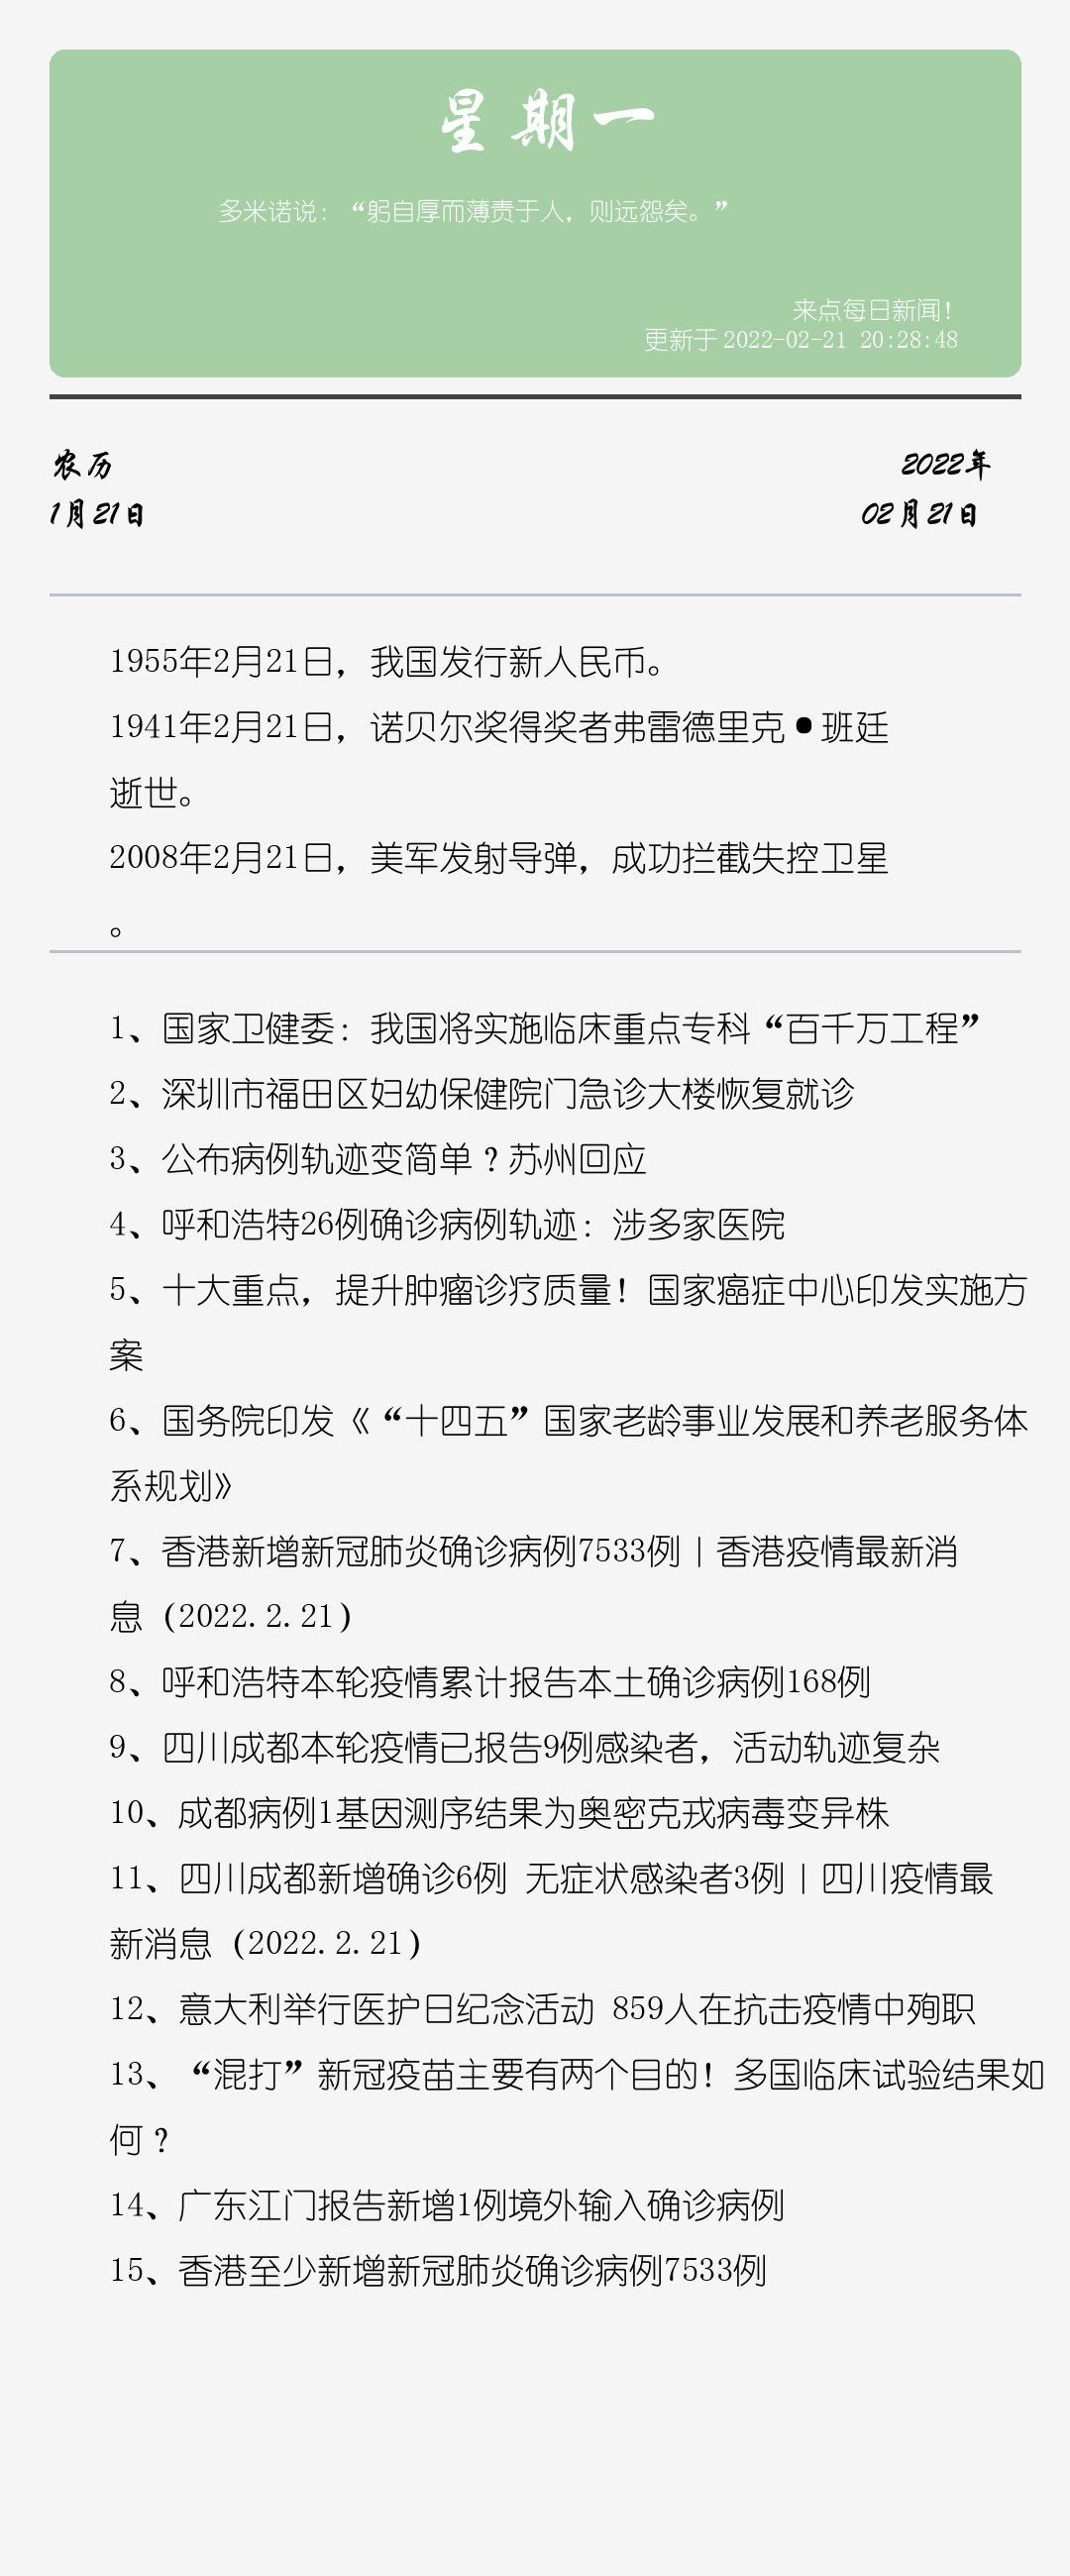 星期一
多米诺说：“躬自厚而薄责于人，则远怨矣。”
来点每日新闻！
更新于2022-02-21 20:28:48
农历
2022年
1月21日
02月21日
1955年2月21日，我国发行新人民币。
1941年2月21日，诺贝尔奖得奖者弗雷德里克•班廷
逝世。
2008年2月21日，美军发射导弹，成功拦截失控卫星
。
1、国家卫健委：我国将实施临床重点专科“百千万工程”
2、深圳市福田区妇幼保健院门急诊大楼恢复就诊
3、公布病例轨迹变简单？苏州回应
4、呼和浩特26例确诊病例轨迹：涉多家医院
5、十大重点，提升肿瘤诊疗质量！国家癌症中心印发实施方
案
6、国务院印发《“十四五”国家老龄事业发展和养老服务体
系规划》
7、香港新增新冠肺炎确诊病例7533例丨香港疫情最新消
息（2022.2.21）
8、呼和浩特本轮疫情累计报告本土确诊病例168例
9、四川成都本轮疫情已报告9例感染者，活动轨迹复杂
10、成都病例1基因测序结果为奥密克戎病毒变异株
11、四川成都新增确诊6例 无症状感染者3例丨四川疫情最
新消息（2022.2.21）
12、意大利举行医护日纪念活动 859人在抗击疫情中殉职
13、“混打”新冠疫苗主要有两个目的！多国临床试验结果如
何？
14、广东江门报告新增1例境外输入确诊病例
15、香港至少新增新冠肺炎确诊病例7533例